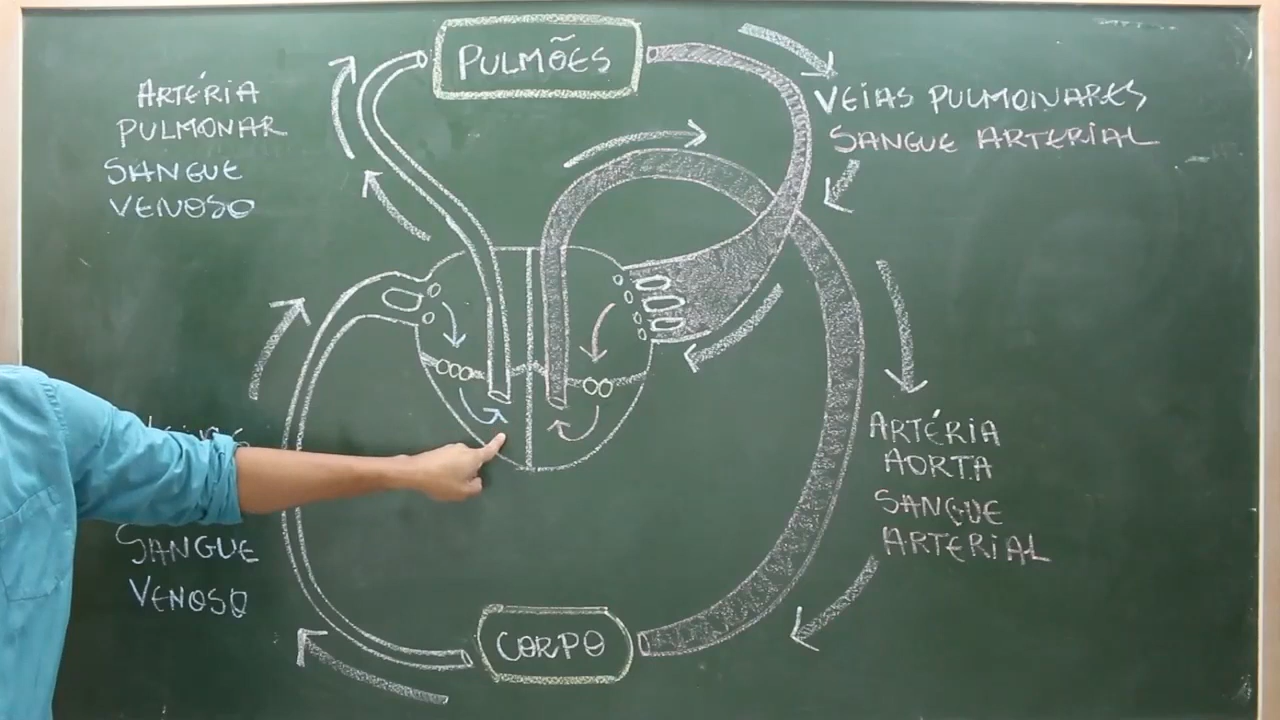 PULMÕES
ARTÉRIA
PULMONAR
SANGUE
VENOSO
VEIAS PULMONARES
SANGUE ARTERIAL
ARTÉRIA
AORTA
SANGUE
ARTERIAL
SANGUE
VENOSO
CORPO